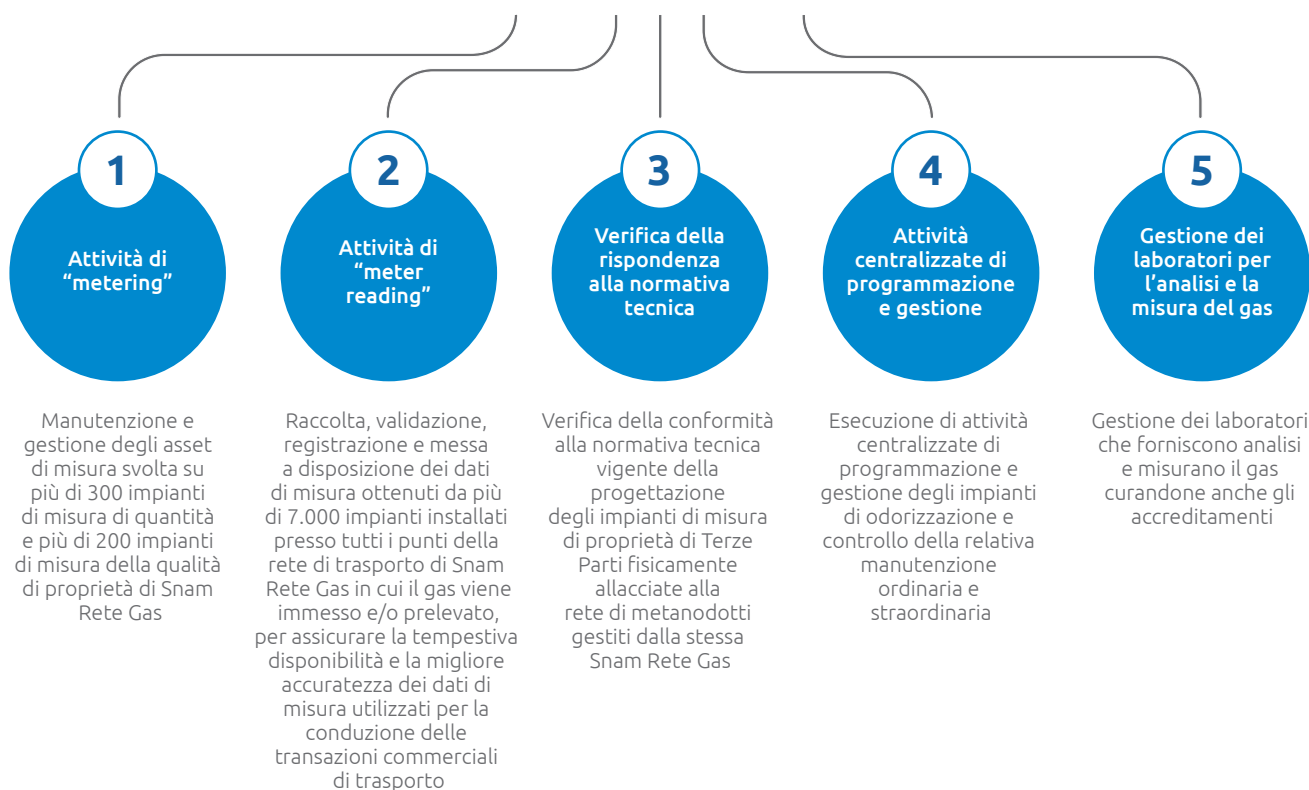 1
Attività di
“metering”
Manutenzione e
gestione degli asset
di misura svolta su
più di 300 impianti
di misura di quantità
e più di 200 impianti
di misura della qualità
di proprietà di Snam
Rete Gas
2
Attività di
“meter
reading”
Raccolta, validazione,
registrazione e messa
a disposizione dei dati
di misura ottenuti da più
di 7.000 impianti installati
presso tutti i punti della
rete di trasporto di Snam
Rete Gas in cui il gas viene
immesso e/o prelevato,
per assicurare la tempestiva
disponibilità e la migliore
accuratezza dei dati di
misura utilizzati per la
conduzione delle
transazioni commerciali
di trasporto
3
Verifica della
rispondenza
alla normativa
tecnica
Verifica della conformità
alla normativa tecnica
vigente della
progettazione
degli impianti di misura
di proprietà di Terze
Parti fisicamente
allacciate alla
rete di metanodotti
gestiti dalla stessa
Snam Rete Gas
4
Attività
centralizzate di
programmazione
e gestione
Esecuzione di attività
centralizzate di
programmazione e
gestione degli impianti
di odorizzazione e
controllo della relativa
manutenzione
ordinaria e
straordinaria
5
Gestione dei
laboratori per
l’analisi e la
misura del gas
Gestione dei laboratori
che forniscono analisi
e misurano il gas
curandone anche gli
accreditamenti